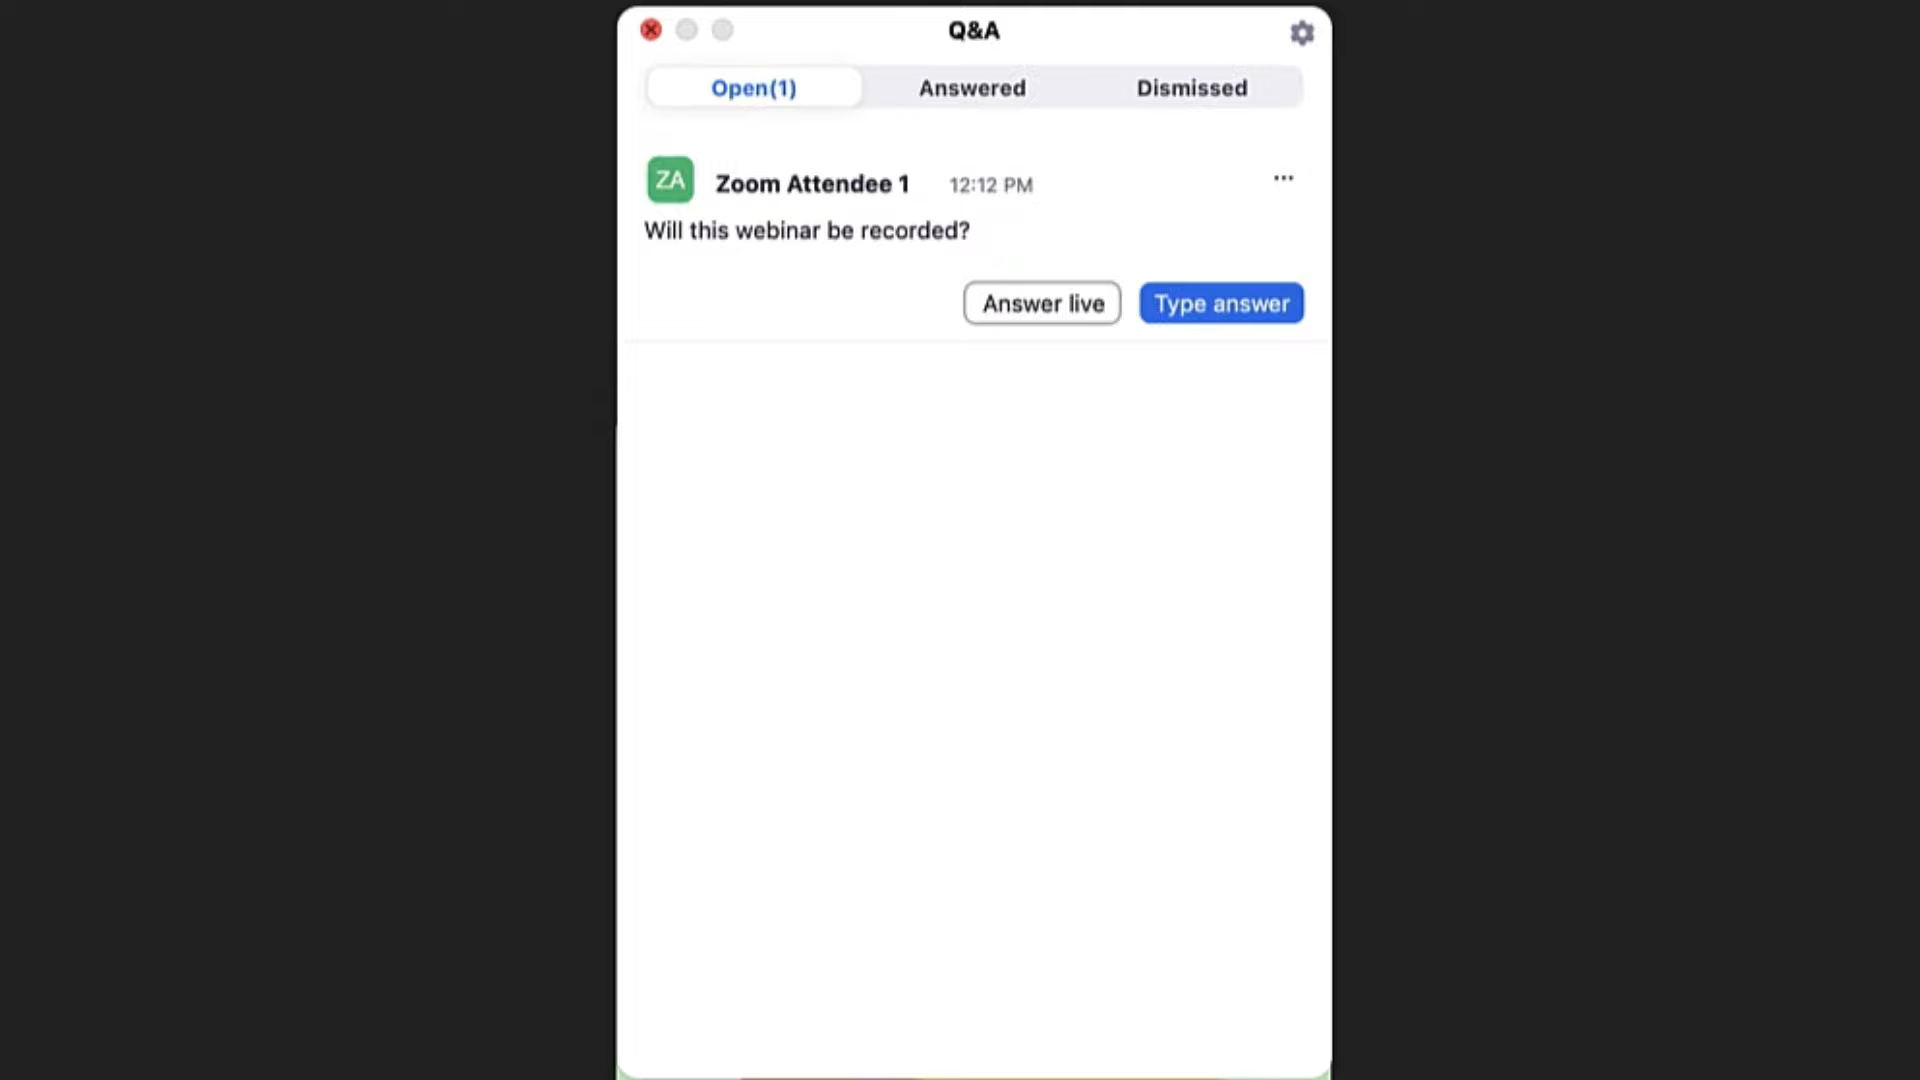 Q&A
Open(1) Answered Dismissed
ZA Zoom Attendee 1 12:12 PM
Will this webinar be recorded?
Answer live Type answer